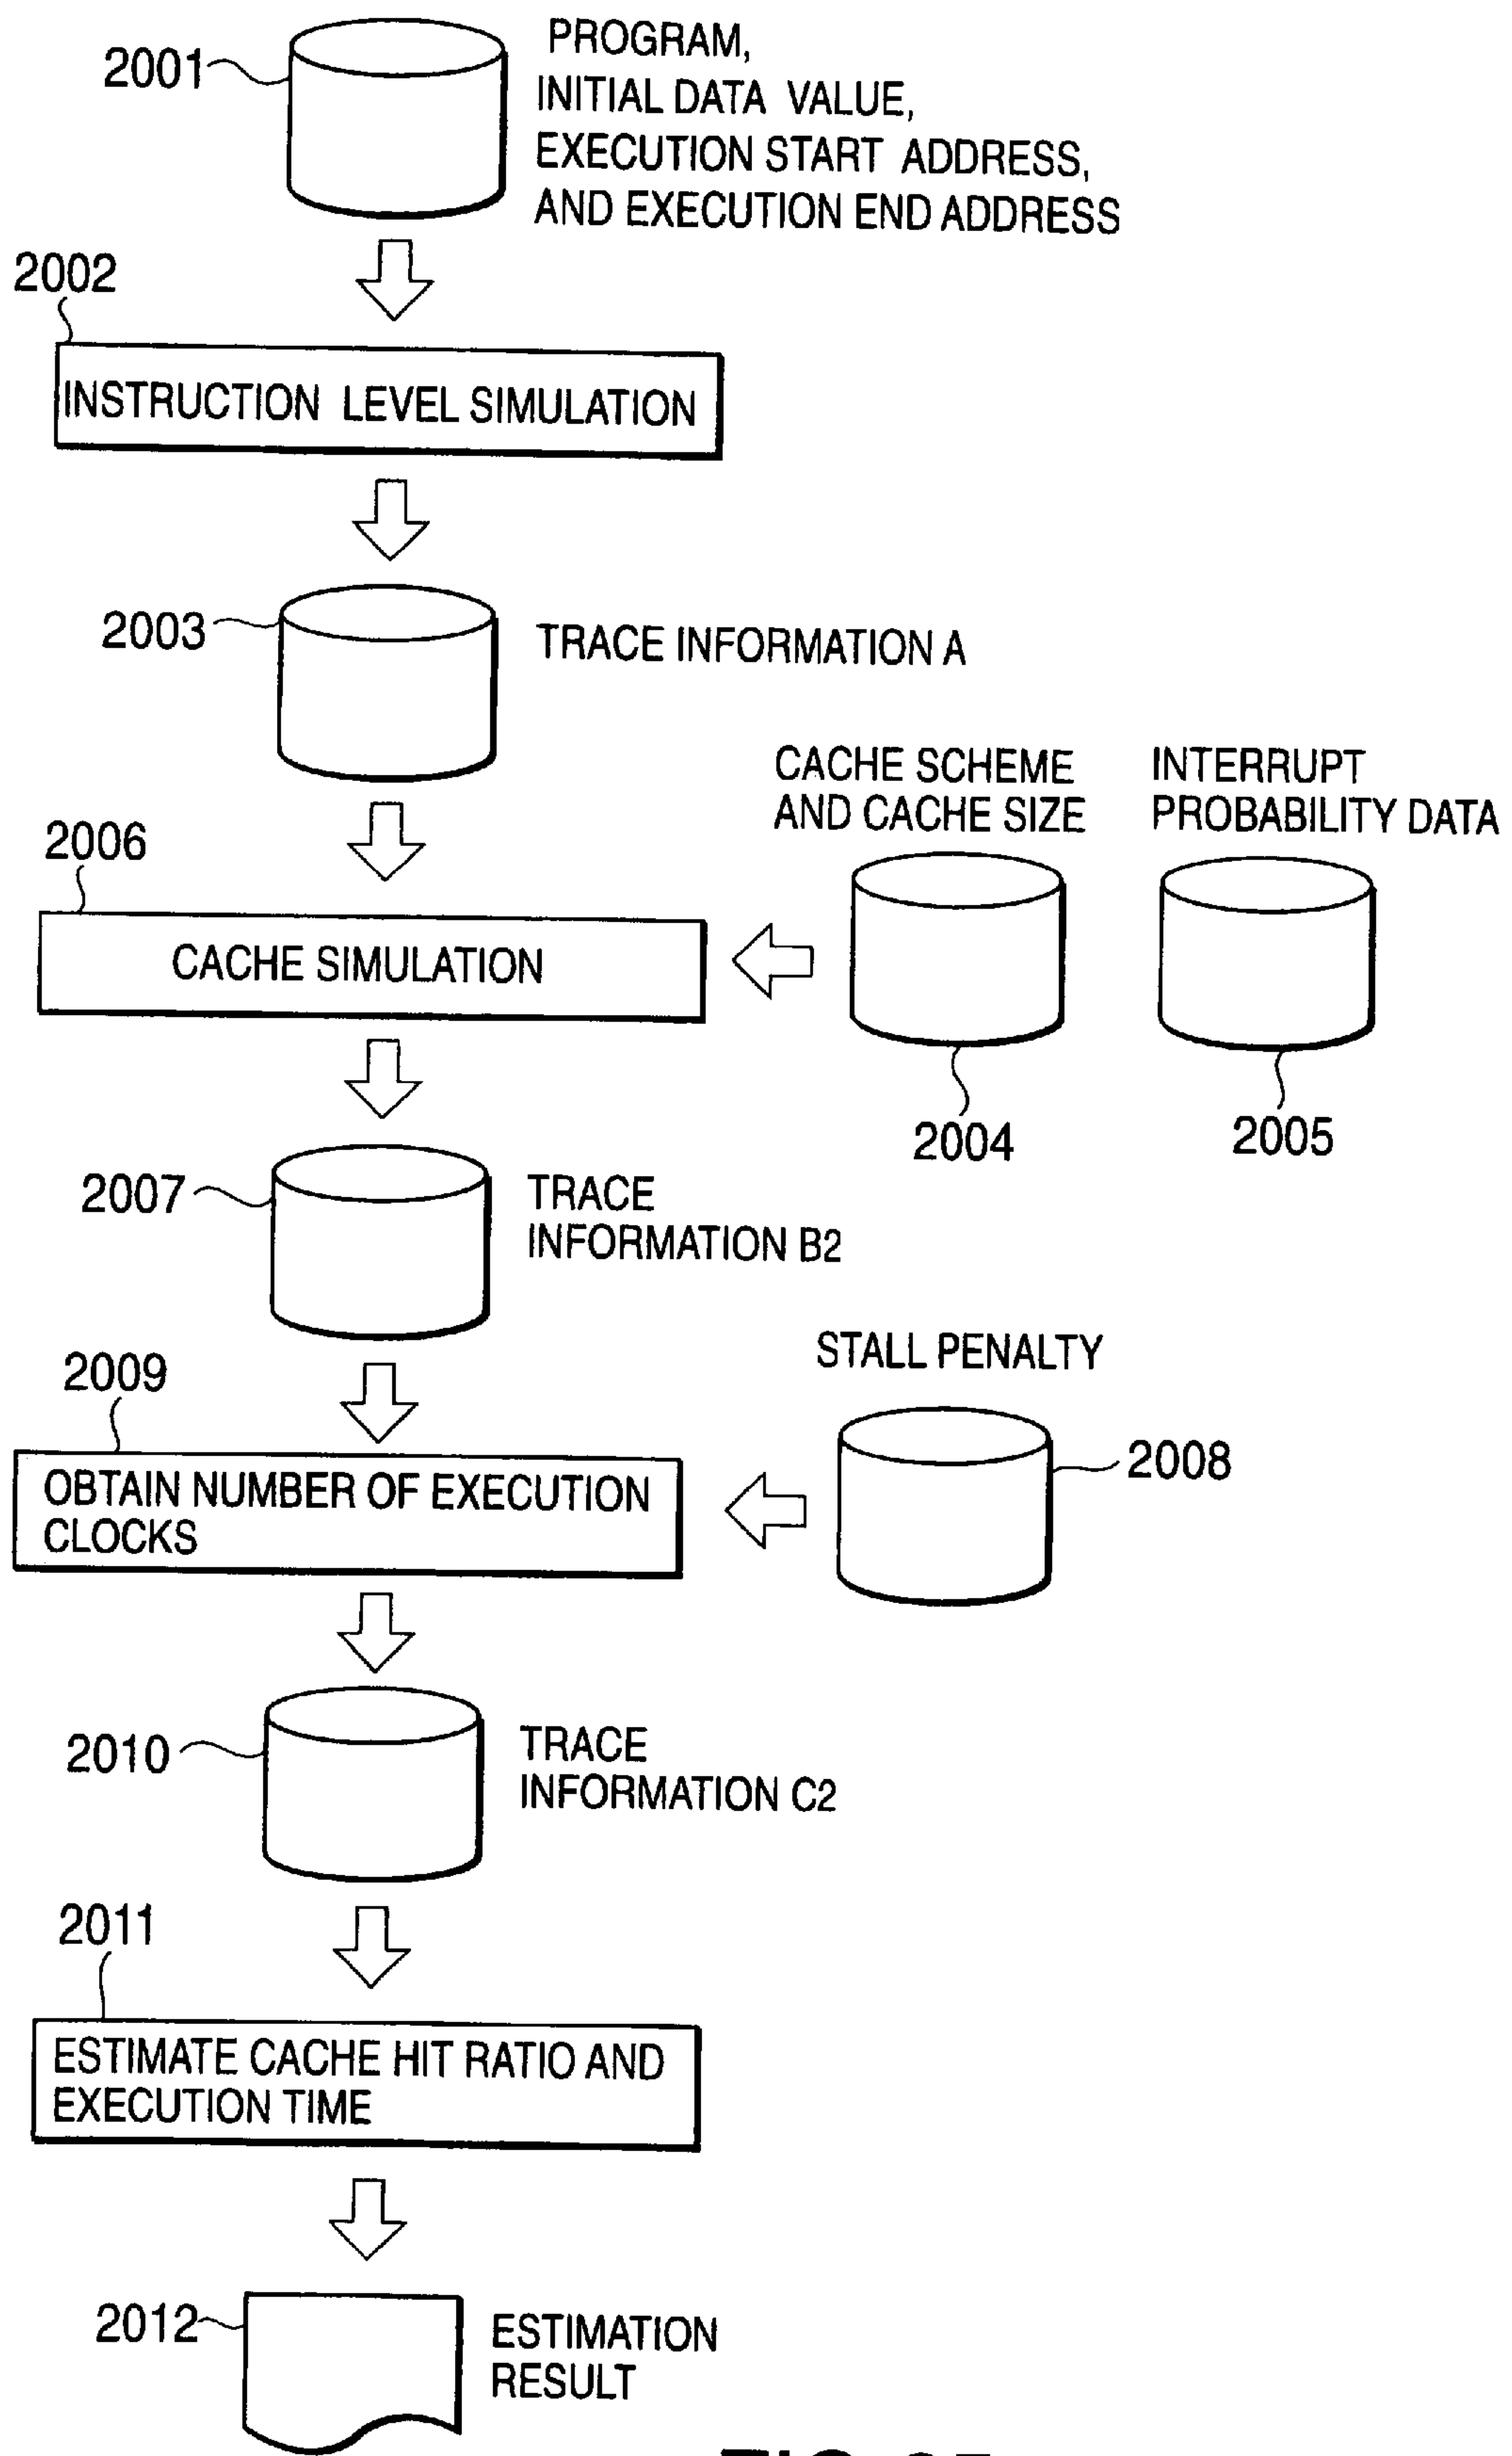 2001
PROGRAM,
INITIAL DATA VALUE,
EXECUTION START ADDRESS,
AND EXECUTION END ADDRESS
2002
INSTRUCTION LEVEL SIMULATION
2003
TRACE INFORMATION A
CACHE SCHEME
AND CACHE SIZE
INTERRUPT
PROBABILITY DATA
2006
CACHE SIMULATION
2004
2005
2007
TRACE
INFORMATION B2
STALL PENALTY
2009
OBTAIN NUMBER OF EXECUTION
CLOCKS
2008
2010
TRACE
INFORMATION C2
2011
ESTIMATE CACHE HIT RATIO AND
EXECUTION TIME
2012
ESTIMATION
RESULT